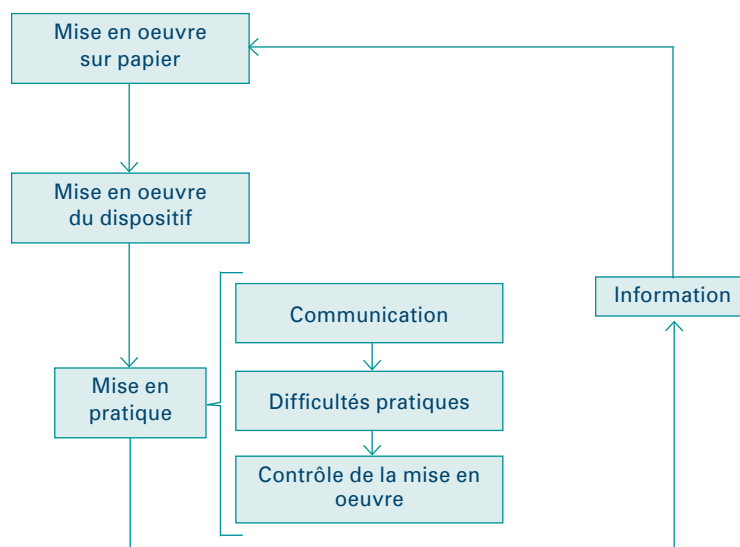 Mise en oeuvre
sur papier
Mise en oeuvre
du dispositif
Information
Communication
Mise en
pratique
Difficultés pratiques
Contrôle de la mise en
oeuvre